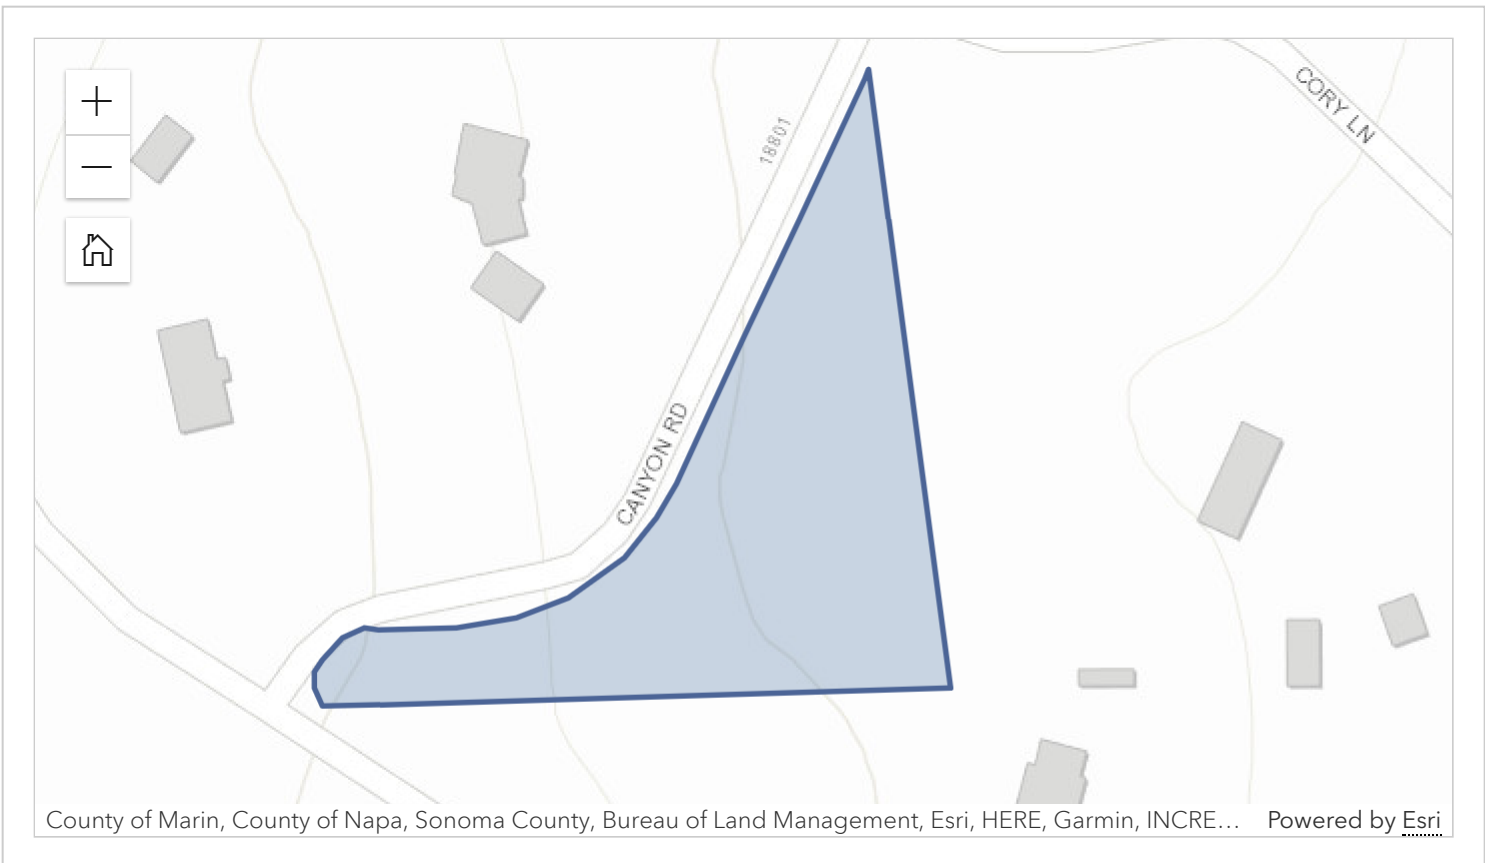 CORY LN
18801
CANYON RD
County of Marin, County of Napa, Sonoma County, Bureau of Land Management, Esri, HERE, Garmin, INCRE… Powered by Esri